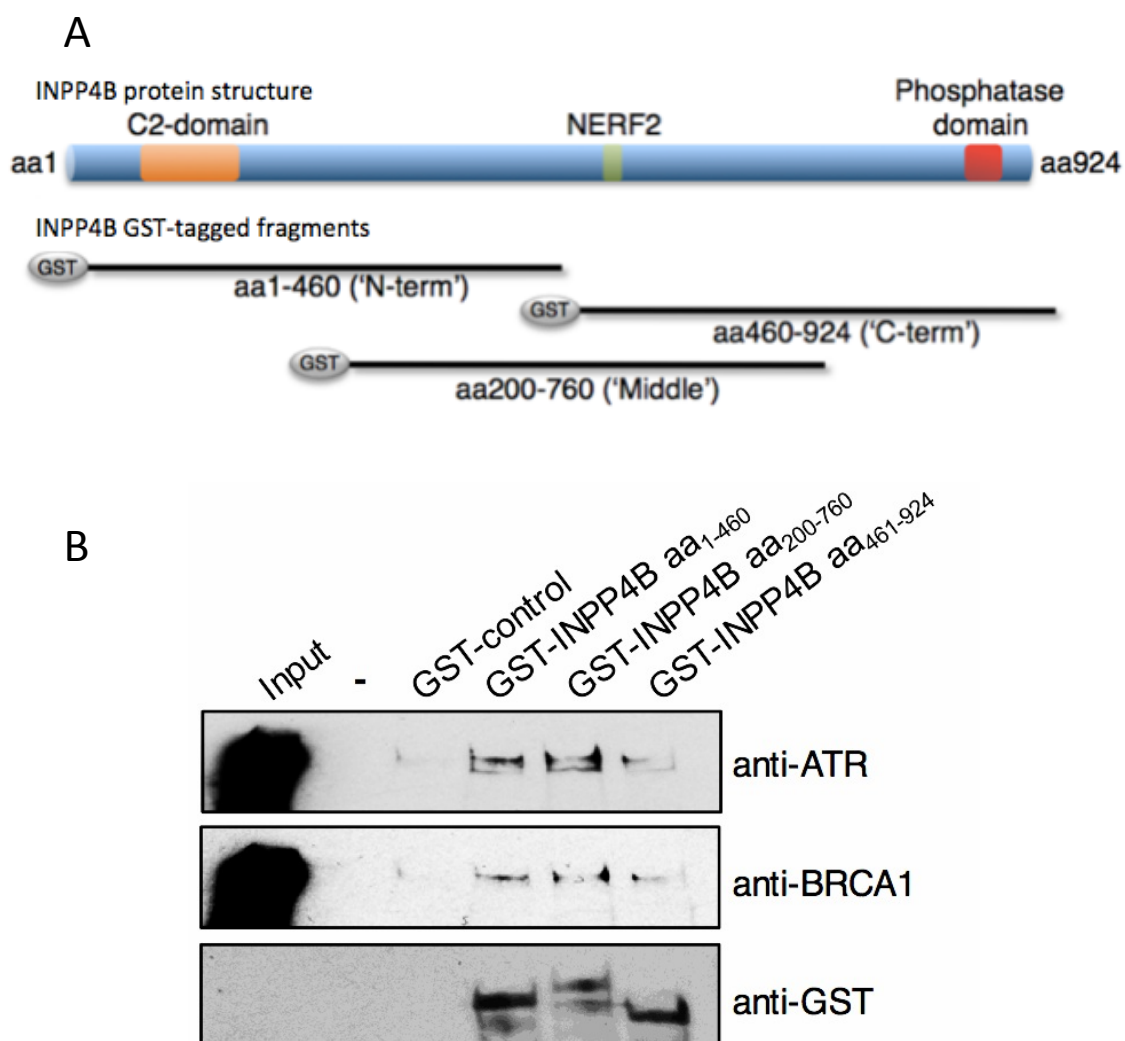 A
INPP4B protein structure
C2-domain
NERF2
Phosphatase
domain
aa1
aa924
INPP4B GST-tagged fragments
GST
aa1-460 (‘N-term’)
GST
aa460-924 (‘C-term’)
GST
aa200-760 (‘Middle’)
B
Input
-
GST-control
GST-INPP4B aa1-460
GST-INPP4B aa200-760
GST-INPP4B aa461-924
anti-ATR
anti-BRCA1
anti-GST